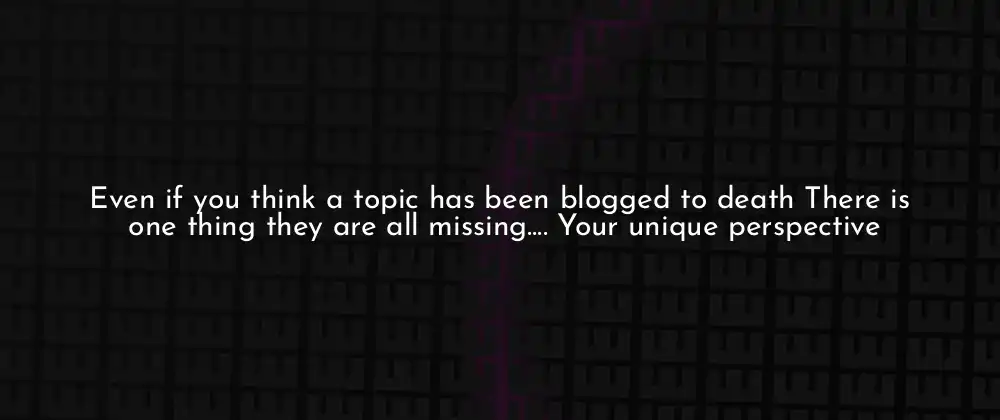 Even if you think a topic has been blogged to death There is
one thing they are all missing.... Your unique perspective